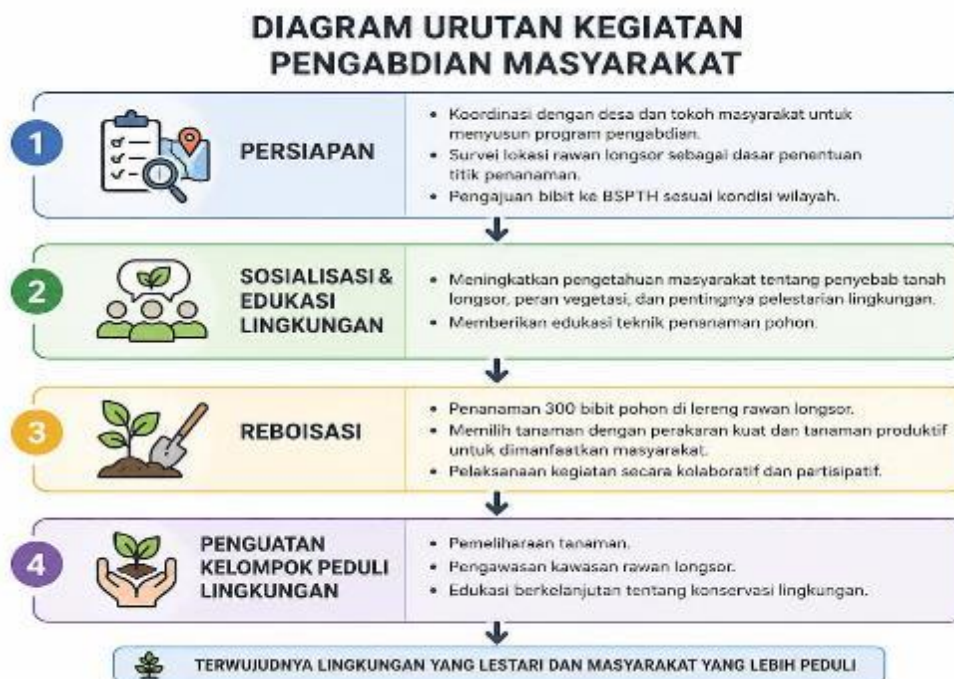 DIAGRAM URUTAN KEGIATAN
PENGABDIAN MASYARAKAT
1
PERSIAPAN
• Koordinasi dengan desa dan tokoh masyarakat untuk
menyusun program pengabdian.
• Survei lokasi rawan longsor sebagai dasar penentuan
titik penanaman.
• Pengajuan bibit ke BSPTH sesuai kondisi wilayah.
2
SOSIALISASI &
EDUKASI
LINGKUNGAN
• Meningkatkan pengetahuan masyarakat tentang penyebab tanah
longsor, peran vegetasi, dan pentingnya pelestarian lingkungan.
• Memberikan edukasi teknik penanaman pohon.
3
REBOISASI
• Penanaman 300 bibit pohon di lereng rawan longsor.
• Memilih tanaman dengan perakaran kuat dan tanaman produktif
untuk dimanfaatkan masyarakat.
• Pelaksanaan kegiatan secara kolaboratif dan partisipatif.
4
PENGUATAN
KELOMPOK PEDULI
LINGKUNGAN
• Pemeliharaan tanaman.
• Pengawasan kawasan rawan longsor.
• Edukasi berkelanjutan tentang konservasi lingkungan.
TERWUJUDNYA LINGKUNGAN YANG LESTARI DAN MASYARAKAT YANG LEBIH PEDULI